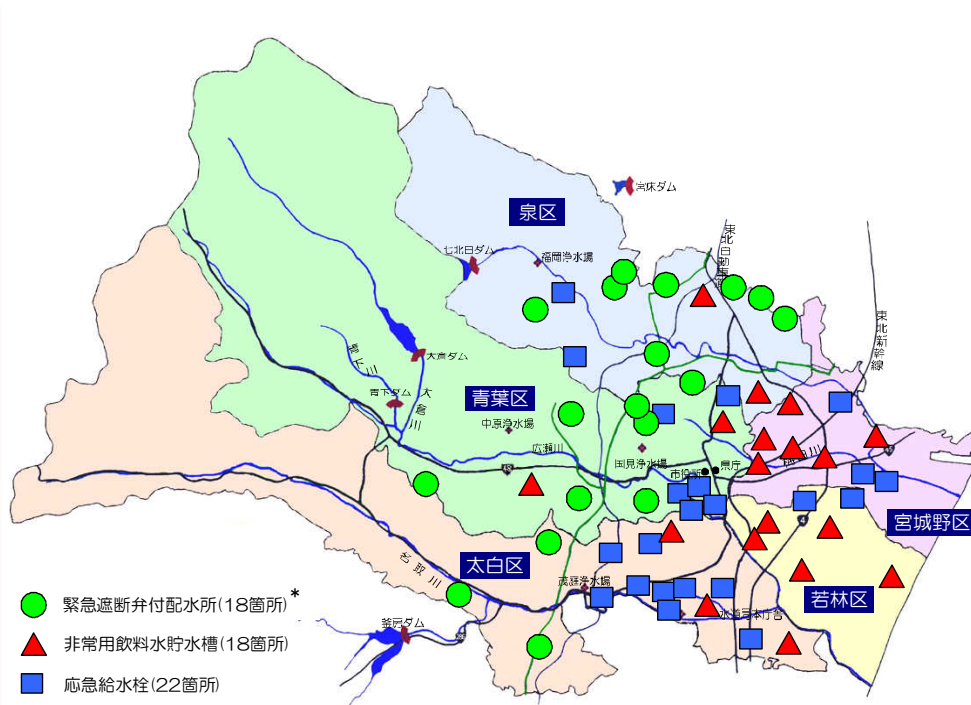 宮床ダム
泉区
東北自動車道
七北田ダム
福岡浄水場
東北新幹線
青下川
大倉ダム
青下ダム
大倉川
青葉区
中原浄水場
広瀬川
国見浄水場
市役所
県庁
48
4
宮城野区
名取川
太白区
茂庭浄水場
若林区
水道局本庁舎
釜房ダム
緊急遮断弁付配水所(18箇所)*
非常用飲料水貯水槽(18箇所)
応急給水栓(22箇所)